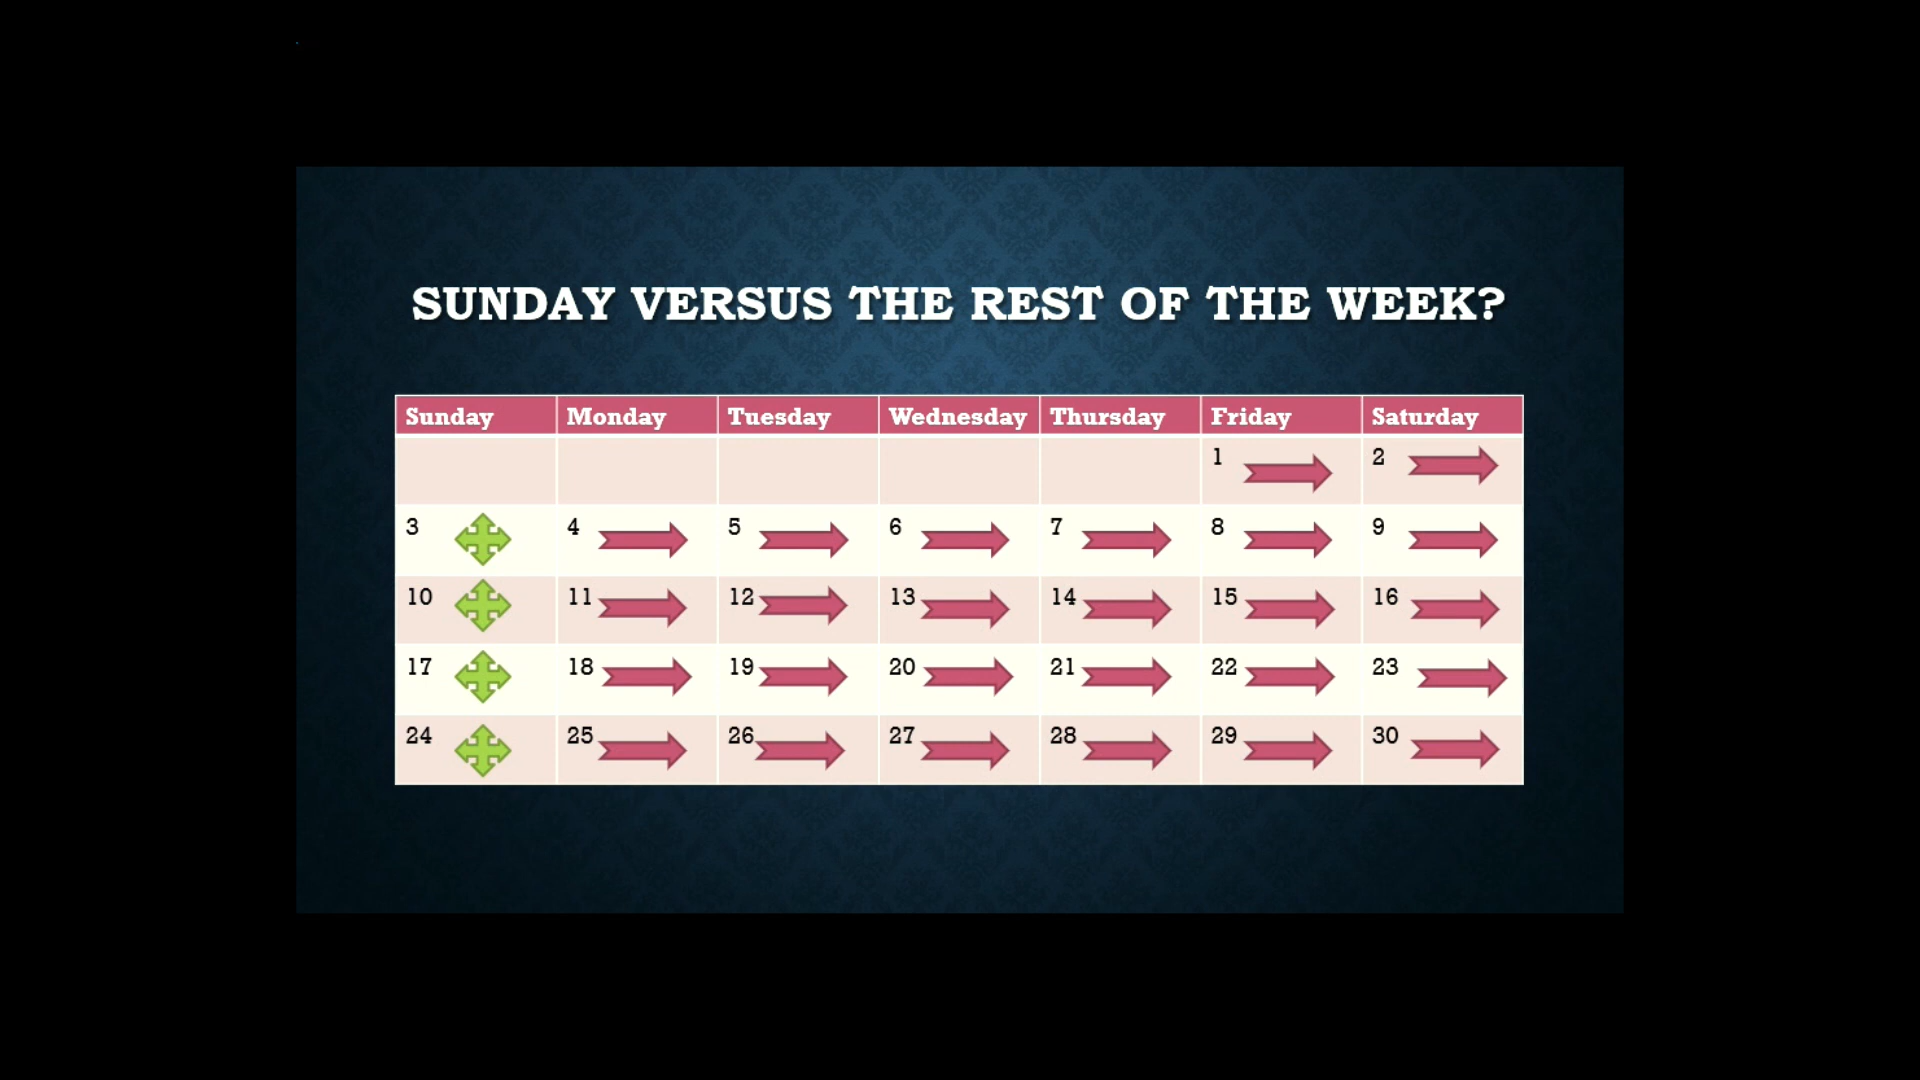 SUNDAY VERSUS THE REST OF THE WEEK?
Sunday Monday Tuesday Wednesday Thursday Friday Saturday
1 2
3 4 5 6 7 8 9
10 11 12 13 14 15 16
17 18 19 20 21 22 23
24 25 26 27 28 29 30